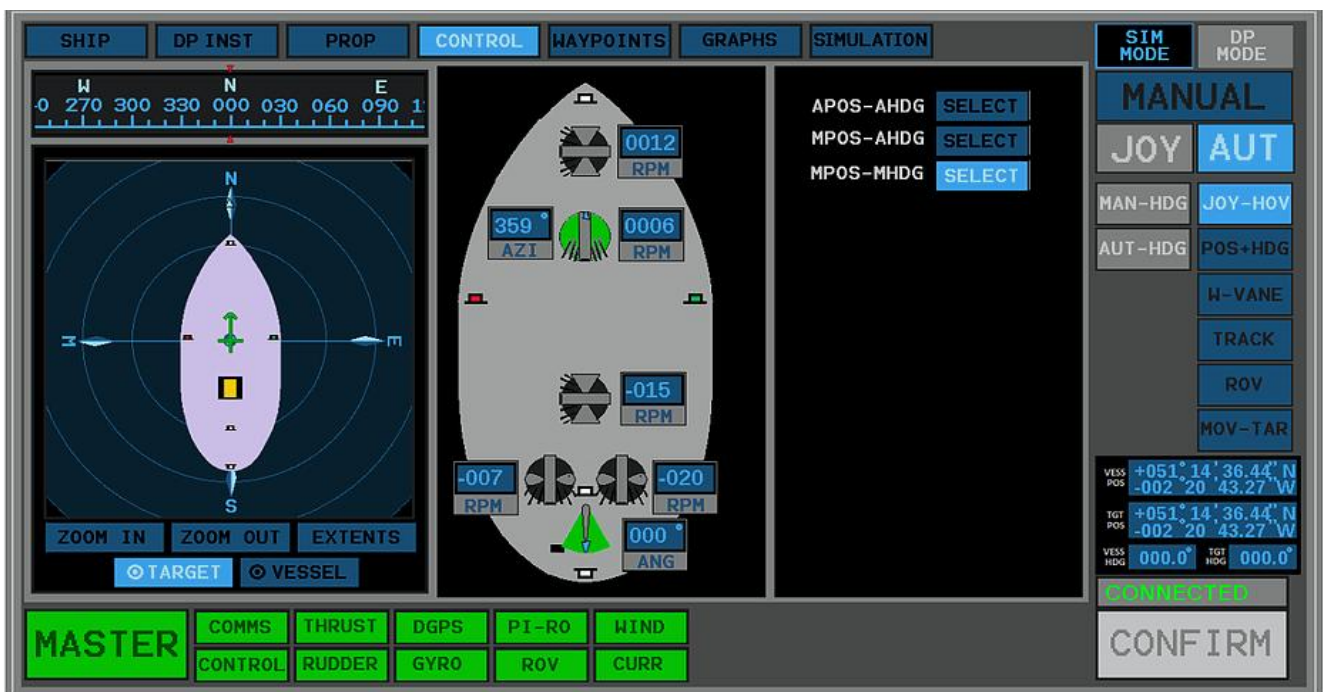 SHIP DP INST PROP CONTROL WAYPOINTS GRAPHS SIMULATION
SIM MODE
DP MODE
W N E
270 300 330 000 030 060 090
N
W E
S
ZOOM IN ZOOM OUT EXTENTS
TARGET VESSEL
0012
RPM
359°
AZI
0006
RPM
-015
RPM
-007
RPM
-020
RPM
000°
ANG
APOS-AHDG SELECT
MPOS-AHDG SELECT
MPOS-MHDG SELECT
MANUAL
JOY AUT
MAN-HDG JOY-HOV
AUT-HDG POS+HDG
W-VANE
TRACK
ROV
MOV-TAR
VESS POS +051°14'36.44" N
-002°20'43.27"W
TGT POS +051°14'36.44" N
-002°20'43.27"W
VESS HDG 000.0° TGT HDG 000.0°
CONNECTED
CONFIRM
MASTER
COMMS THRUST DGPS PI-RO WIND
CONTROL RUDDER GYRO ROV CURR